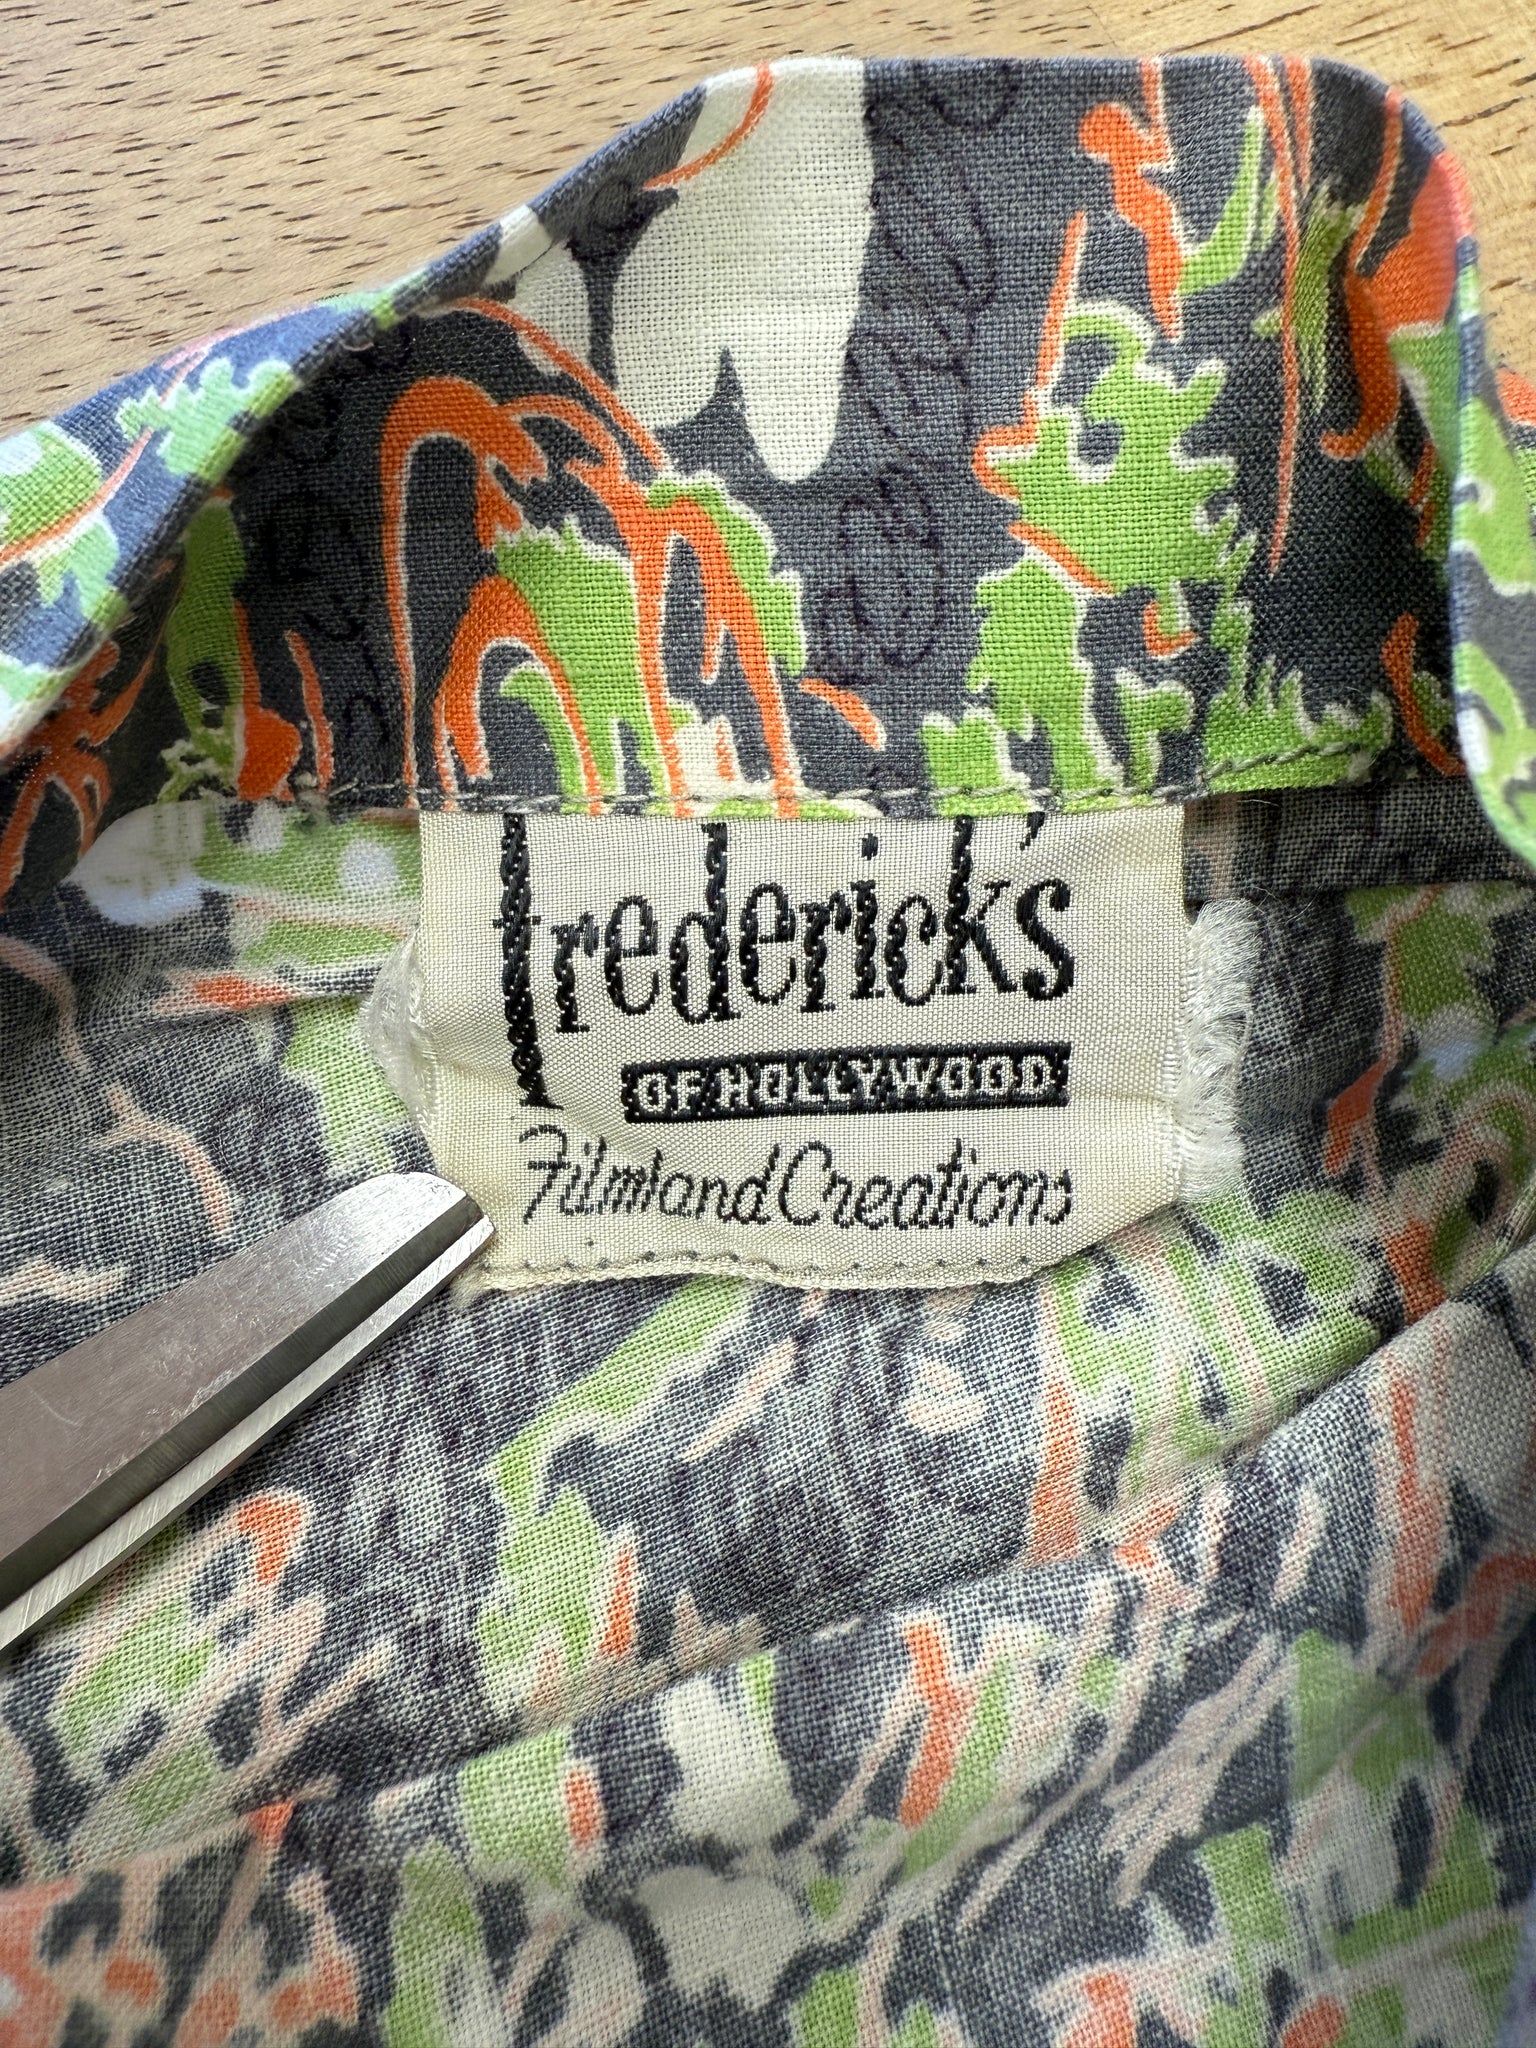 frederick's
OF HOLLYWOOD
Filmland Creations